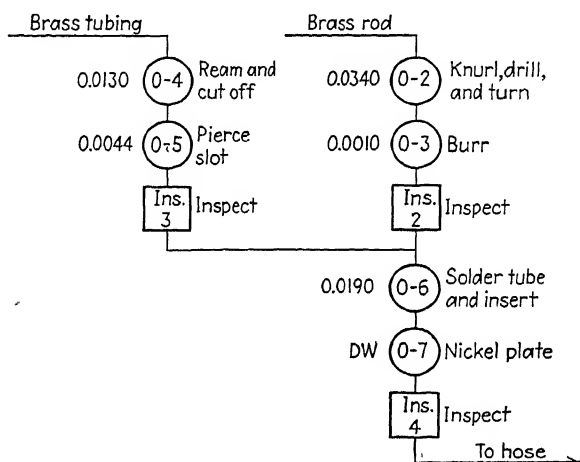 Brass tubing
Brass rod
0.0130 0-4 Ream and
cut off
0.0340 0-2 Knurl, drill,
and turn
0.0044 0-5 Pierce
slot
0.0010 0-3 Burr
Ins.
3 Inspect
Ins.
2 Inspect
0.0190 0-6 Solder tube
and insert
DW 0-7 Nickel plate
Ins.
4 Inspect
To hose